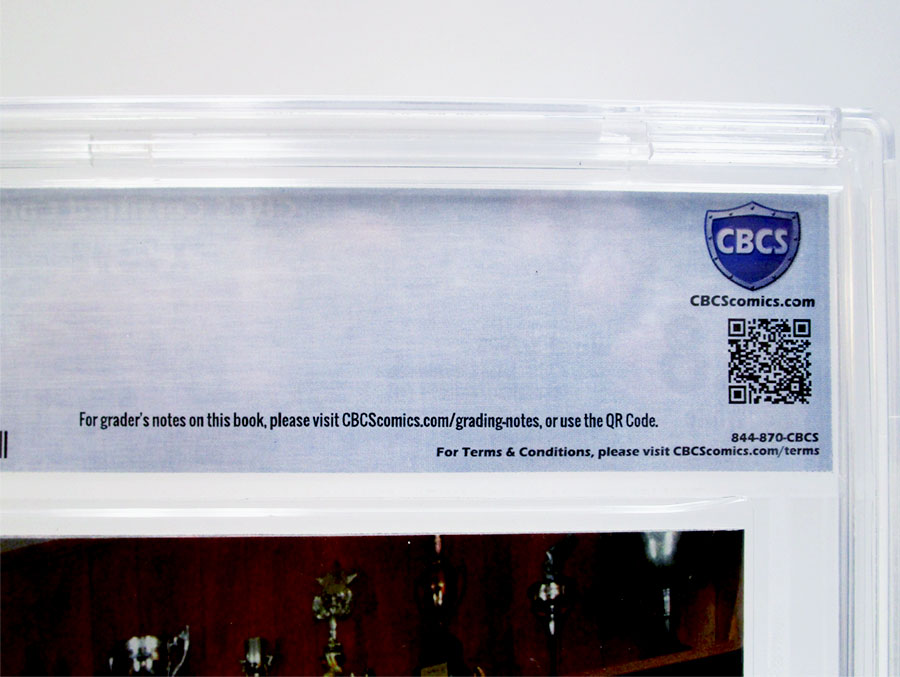 CBCS
CBCScomics.com
For grader's notes on this book, please visit CBCScomics.com/grading-notes, or use the QR Code.
844-870-CBCS
For Terms & Conditions, please visit CBCScomics.com/terms